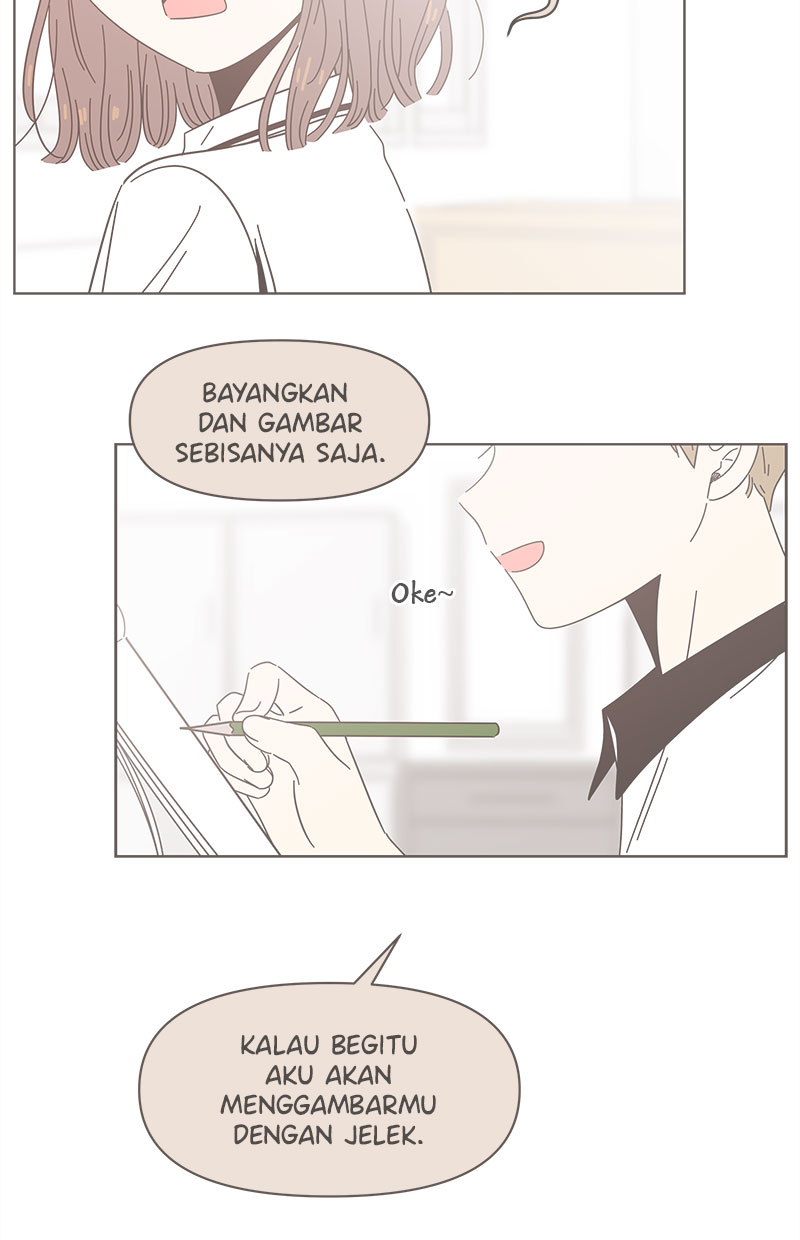 BAYANGKAN
DAN GAMBAR
SEBISANYA SAJA.
Oke~
KALAU BEGITU
AKU AKAN
MENGGAMBARMU
DENGAN JELEK.